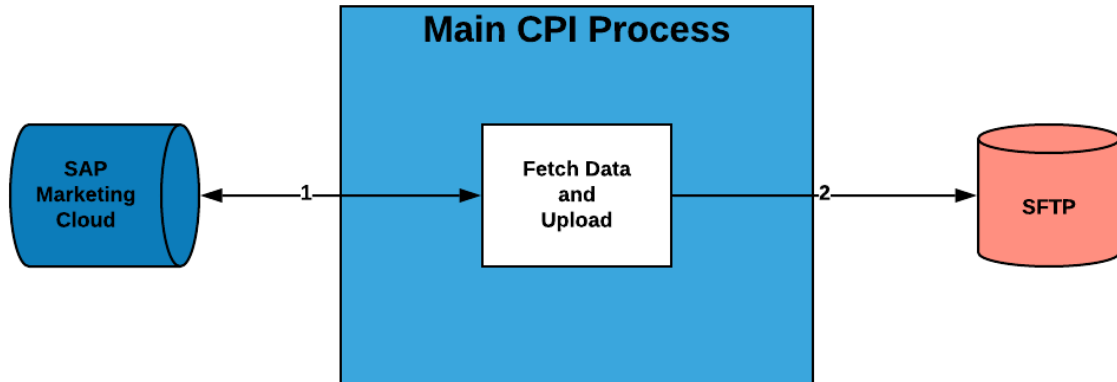 Main CPI Process
SAP
Marketing
Cloud
1
Fetch Data
and
Upload
2
SFTP